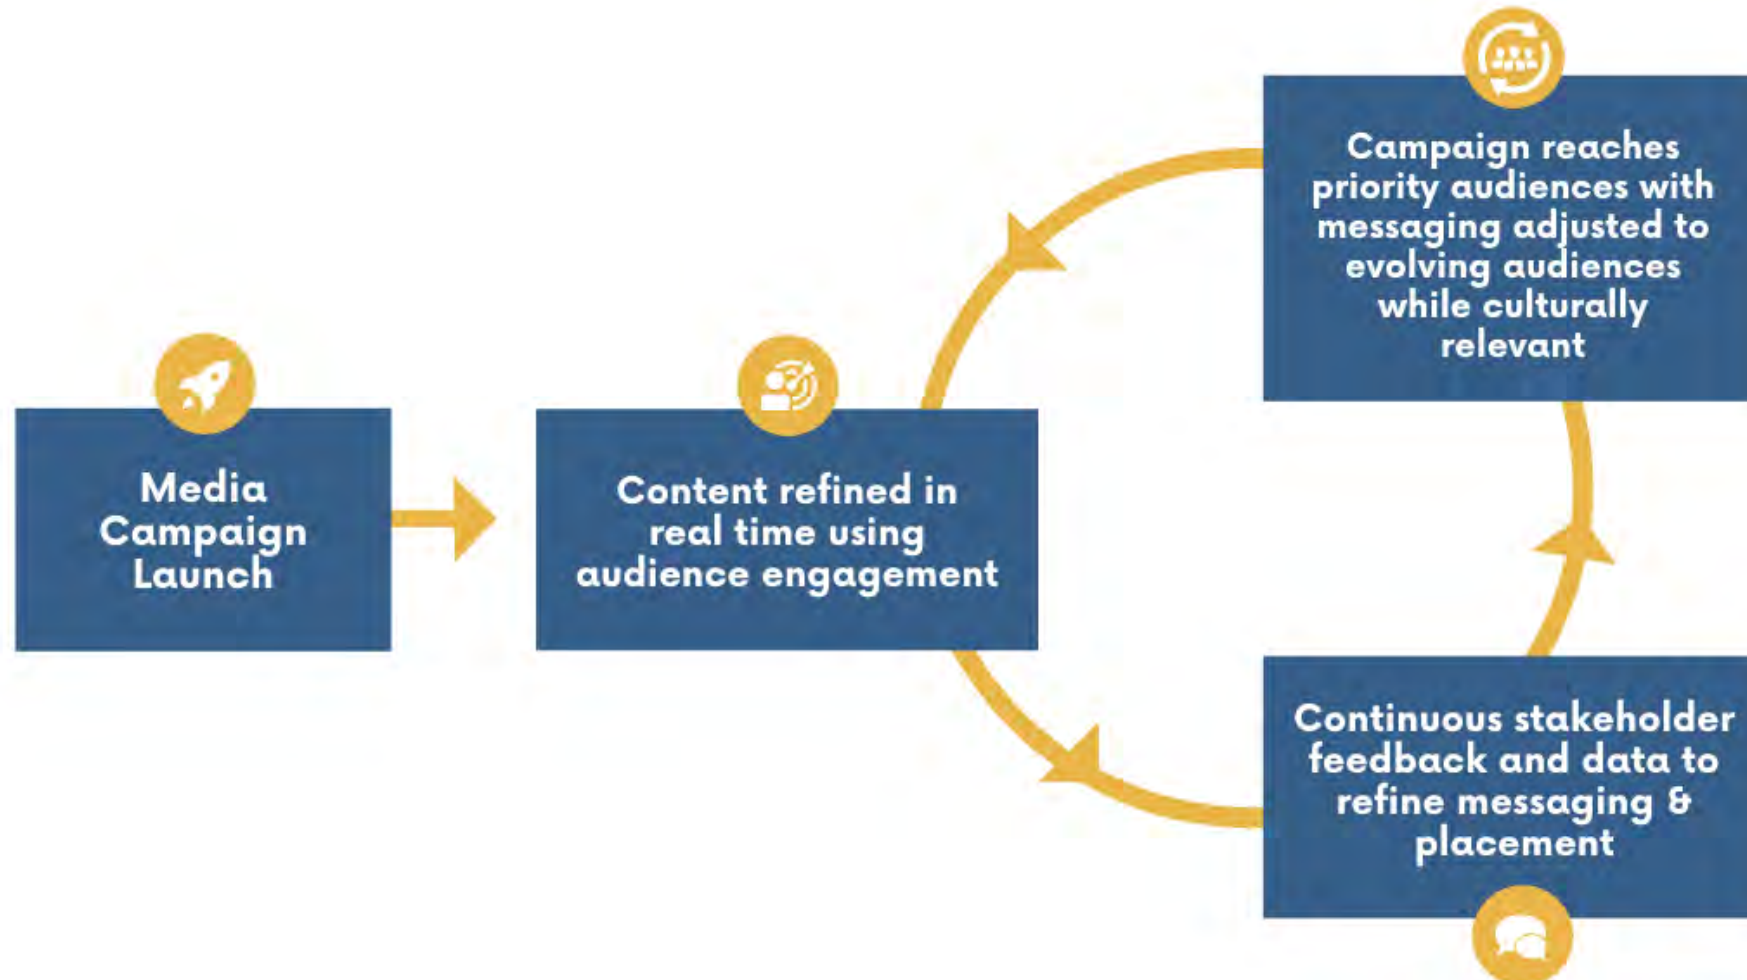 Media
Campaign
Launch
Content refined in
real time using
audience engagement
Campaign reaches
priority audiences with
messaging adjusted to
evolving audiences
while culturally
relevant
Continuous stakeholder
feedback and data to
refine messaging &
placement